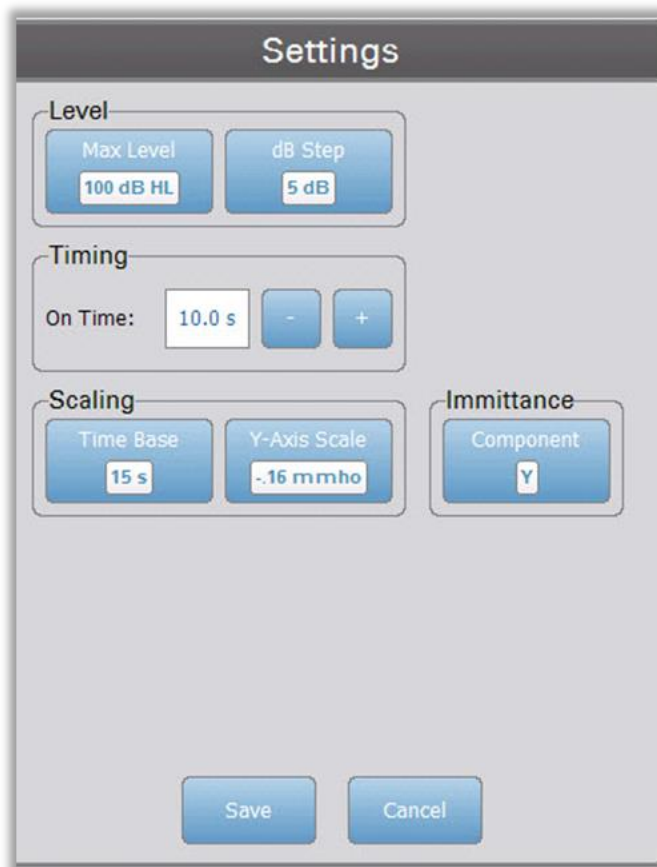 Settings
Level
Max Level
100 dB HL
dB Step
5 dB
Timing
On Time:
10.0 s
-
+
Scaling
Time Base
15 s
Y-Axis Scale
-.16 mmho
Immittance
Component
Y
Save
Cancel